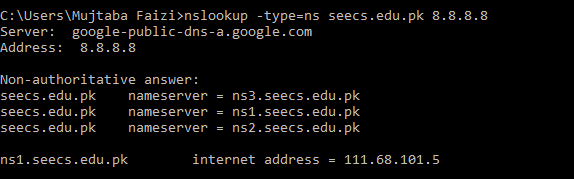 C:\Users\Mujtaba Faizi>nslookup -type=ns seecs.edu.pk 8.8.8.8
Server:  google-public-dns-a.google.com
Address:  8.8.8.8
Non-authoritative answer:
seecs.edu.pk    nameserver = ns3.seecs.edu.pk
seecs.edu.pk    nameserver = ns1.seecs.edu.pk
seecs.edu.pk    nameserver = ns2.seecs.edu.pk
ns1.seecs.edu.pk        internet address = 111.68.101.5